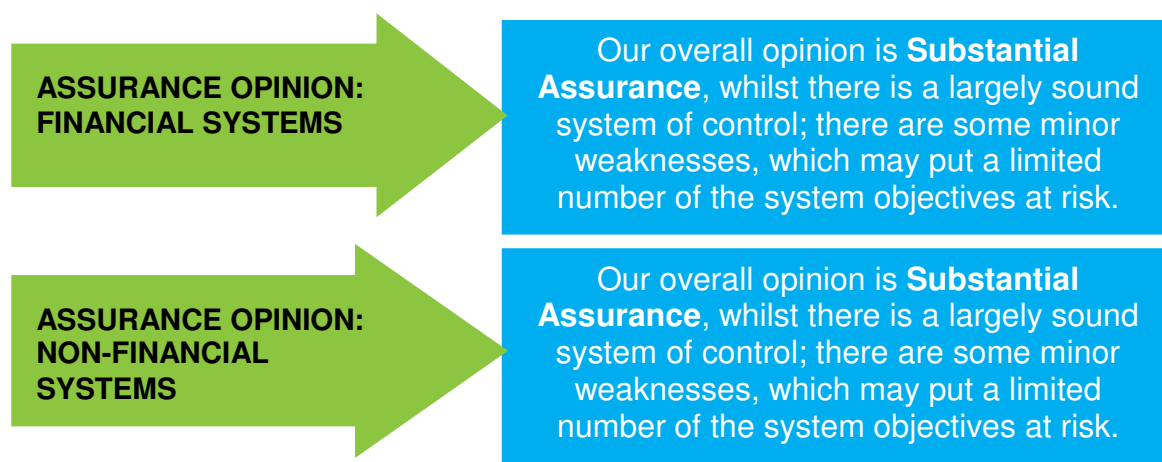 ASSURANCE OPINION:
FINANCIAL SYSTEMS
Our overall opinion is Substantial
Assurance, whilst there is a largely sound
system of control; there are some minor
weaknesses, which may put a limited
number of the system objectives at risk.
ASSURANCE OPINION:
NON-FINANCIAL
SYSTEMS
Our overall opinion is Substantial
Assurance, whilst there is a largely sound
system of control; there are some minor
weaknesses, which may put a limited
number of the system objectives at risk.